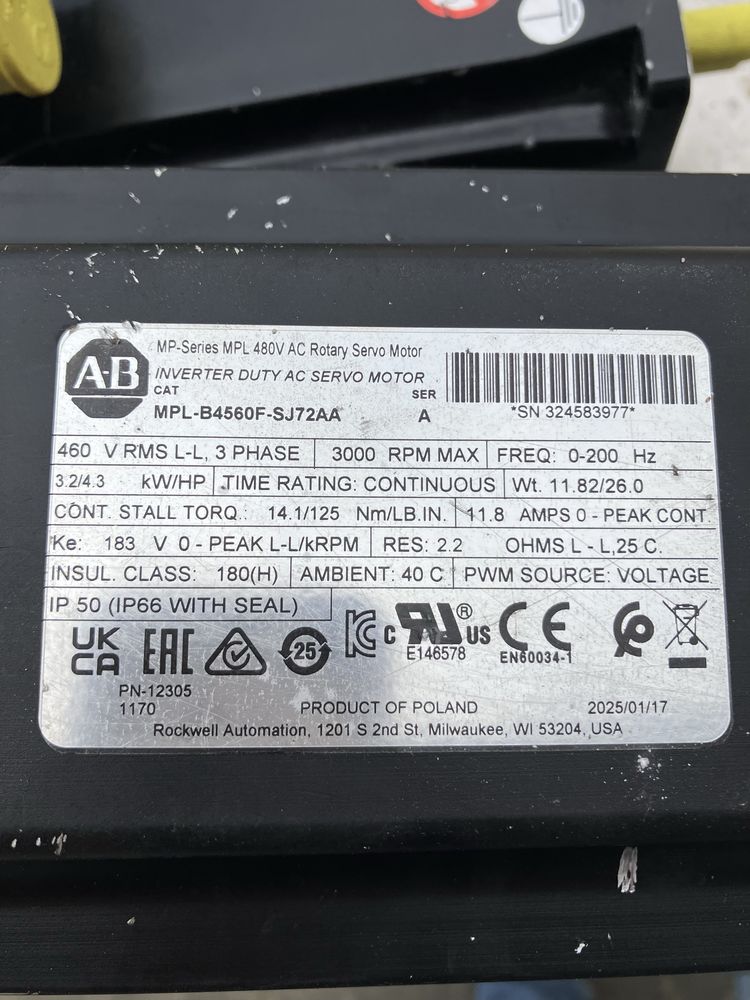 A-B
MP-Series MPL 480V AC Rotary Servo Motor
INVERTER DUTY AC SERVO MOTOR
CAT SER
MPL-B4560F-SJ72AA A
*SN 324583977*
460 V RMS L-L, 3 PHASE 3000 RPM MAX FREQ: 0-200 Hz
3.2/4.3 kW/HP TIME RATING: CONTINUOUS Wt. 11.82/26.0
CONT. STALL TORQ.: 14.1/125 Nm/LB.IN. 11.8 AMPS 0 - PEAK CONT.
Ke: 183 V 0 - PEAK L-L/kRPM RES: 2.2 OHMS L - L,25 C.
INSUL. CLASS: 180(H) AMBIENT: 40 C PWM SOURCE: VOLTAGE
IP 50 (IP66 WITH SEAL)
UK
CA
EAC
25
C
US
®
E146578
CE
EN60034-1
PN-12305
1170
PRODUCT OF POLAND
2025/01/17
Rockwell Automation, 1201 S 2nd St, Milwaukee, WI 53204, USA